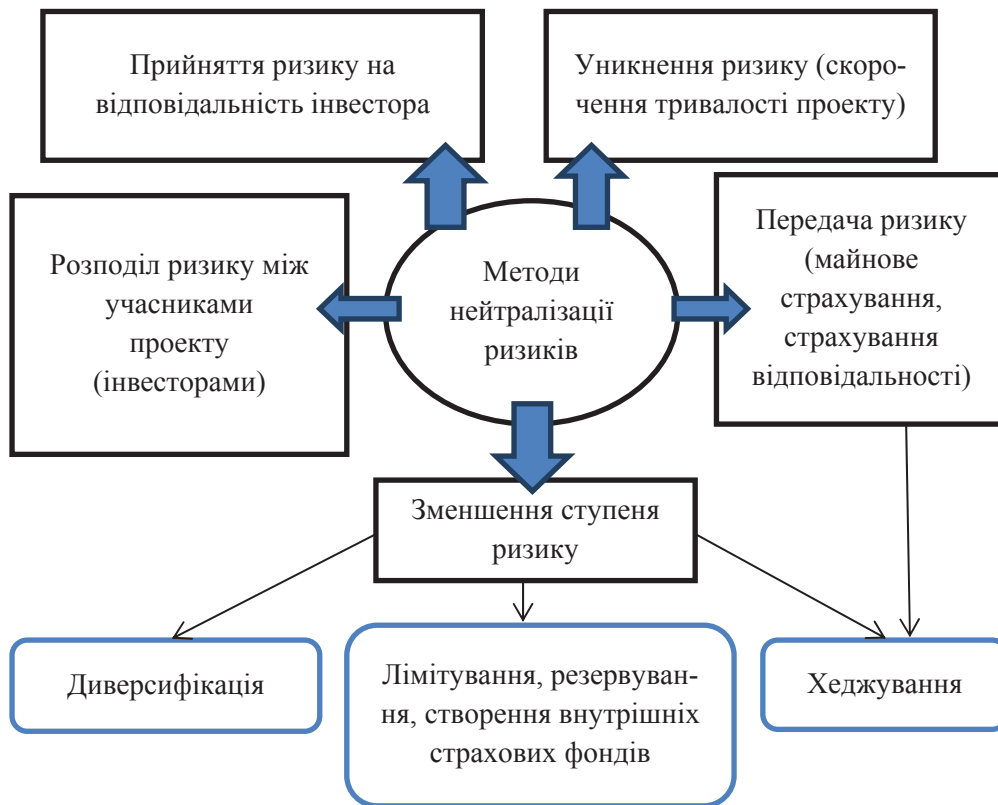 Прийняття ризику на
відповідальність інвестора
Уникнення ризику (скоро-
чення тривалості проекту)
Розподіл ризику між
учасниками
проекту
(інвесторами)
Методи
нейтралізації
ризиків
Передача ризику
(майнове
страхування,
страхування
відповідальності)
Зменшення ступеня
ризику
Диверсифікація
Лімітування, резервуван-
ня, створення внутрішніх
страхових фондів
Хеджування